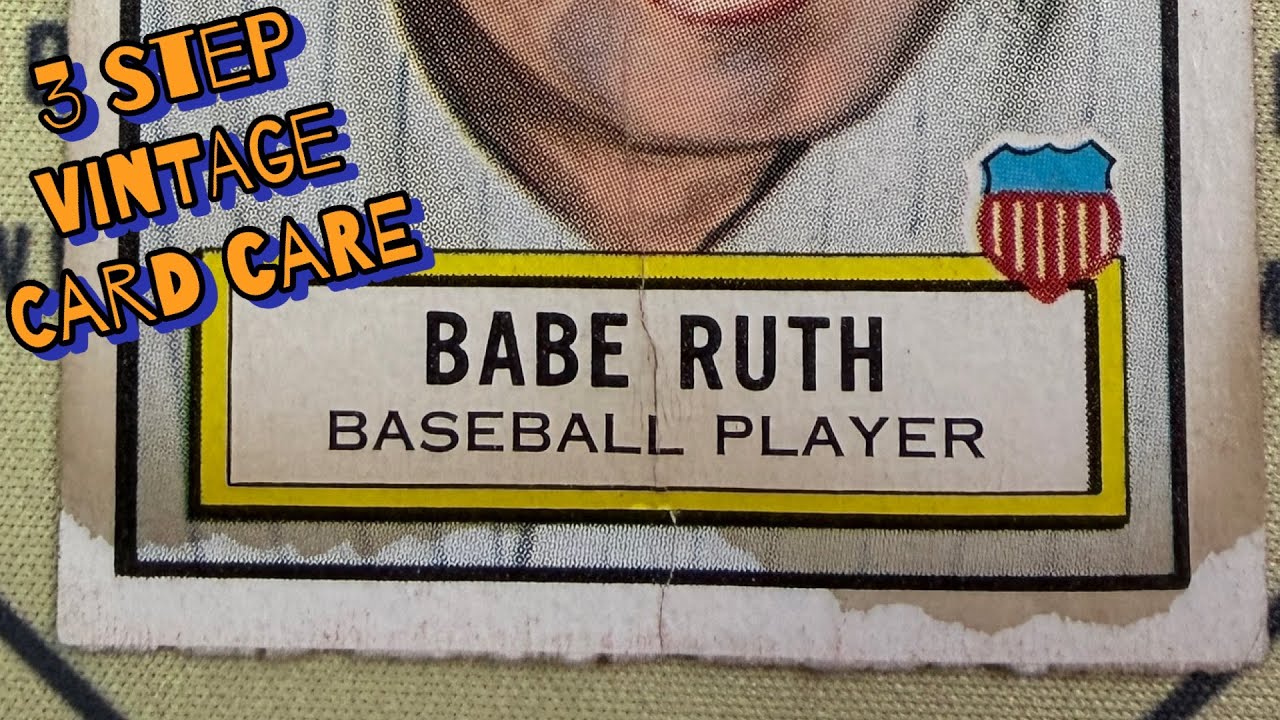 3 STEP
VINTAGE
CARD CARE
BABE RUTH
BASEBALL PLAYER